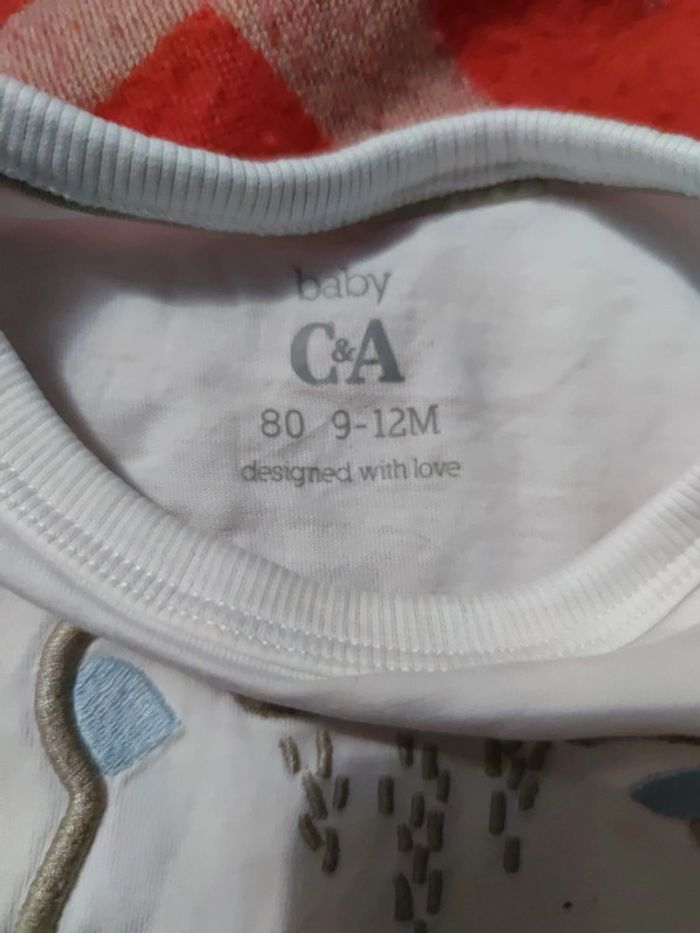 baby
C&A
80 9-12M
designed with love